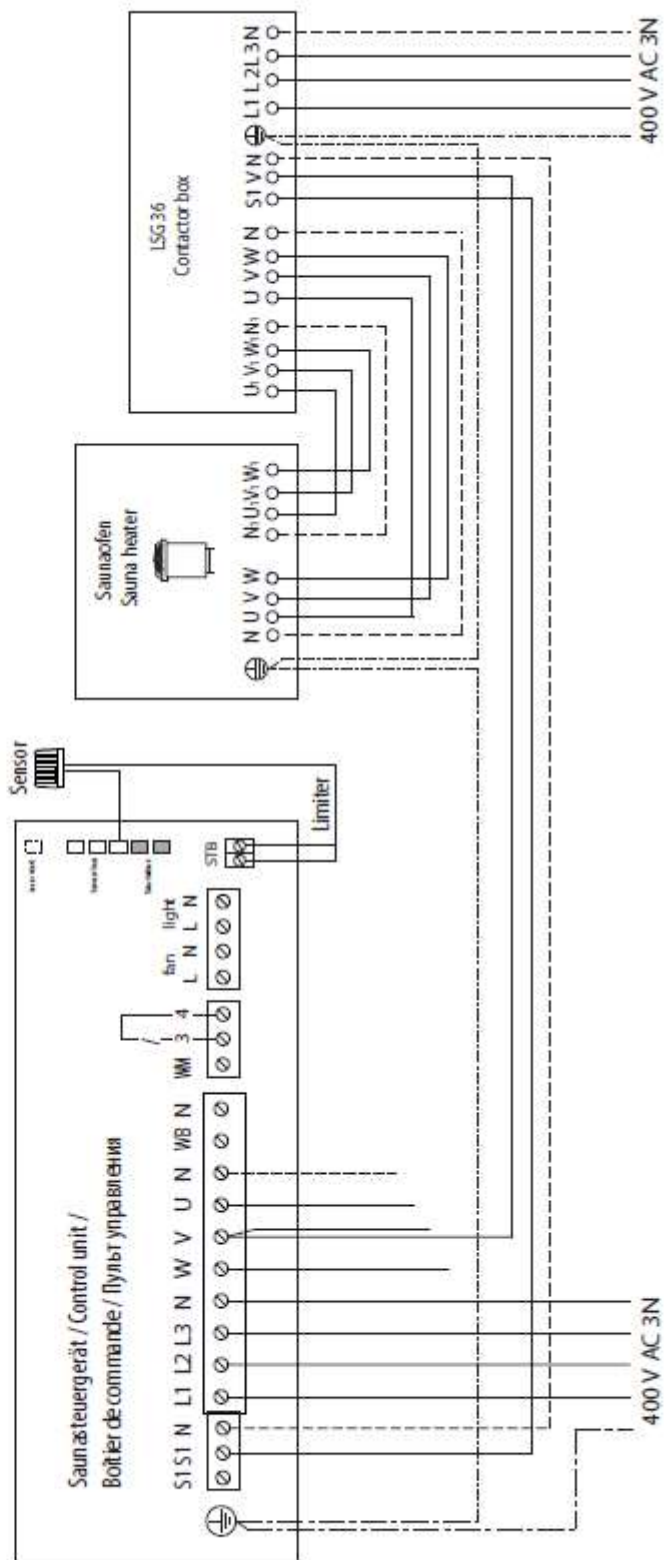 Saunasteuergerät / Control unit /
Boîtier de commande / Пульт управления
Sensor
STB
Limiter
S1 S1 N L1 L2 L3 N W V U N WB N
WM 3 4
fan light
L N L N
400 V AC 3N
Saunaofen
Sauna heater
N U V W N1 U1 V1 W1
LSG 36
Contactor box
U1 V1 W1 N1 U V W N S1 V N L1 L2 L3 N
400 V AC 3N